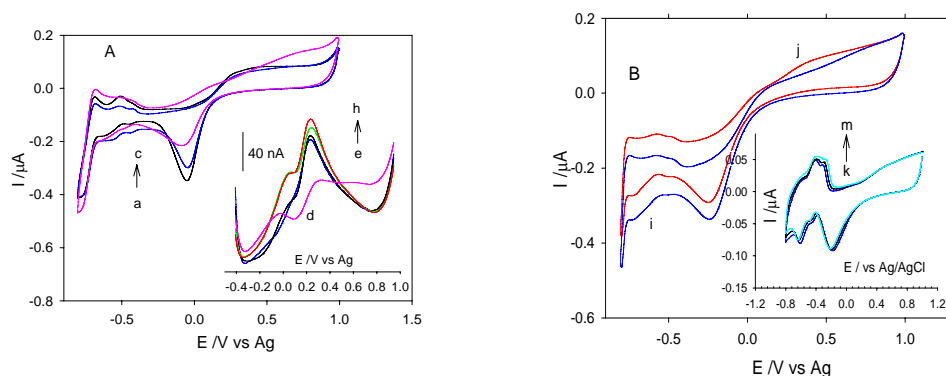 A
I /µA
0.2
0.0
-0.2
-0.4
-0.6
-0.8
c
a
40 nA
h
e
d
E /V vs Ag
-0.4 -0.2 0.0 0.2 0.4 0.6 0.8 1.0
-0.5 0.0 0.5 1.0 1.5
E /V vs Ag
B
I /µA
0.2
0.0
-0.2
-0.4
-0.6
j
i
m
k
I /µA
0.05
0.00
-0.05
-0.10
-0.15
E / vs Ag/AgCl
-1.2 -0.8 -0.4 0.0 0.4 0.8 1.2
-0.5 0.0 0.5 1.0
E /V vs Ag